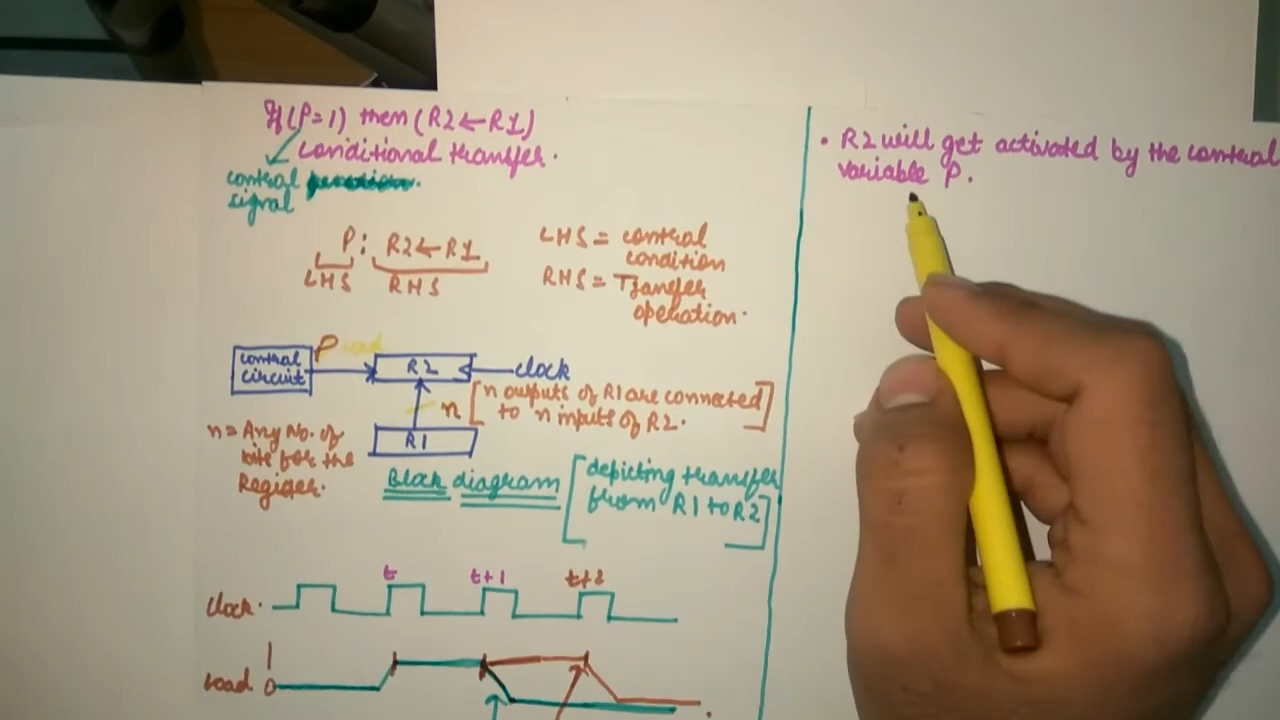 If (P=1) then (R2←R1)
conditional transfer.
control
signal
P: R2←R1
LHS RHS
LHS = control
condition
RHS = Transfer
operation.
control
circuit
P load
R2
clock
n [n outputs of R1 are connected
to n inputs of R2.]
R1
n = Any No. of
bits for the
Register.
Block diagram [depicting transfer
from R1 to R2]
t t+1 t+2
clock.
1
Load 0
• R2 will get activated by the control
variable P.